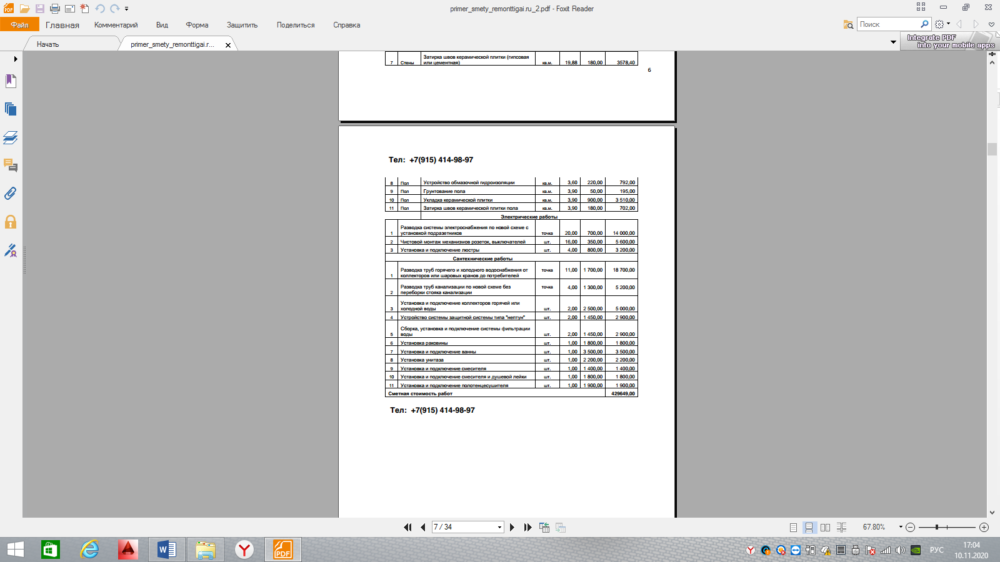 primer_smety_remonttigai.ru_2.pdf - Foxit Reader
Файл Главная Комментарий Вид Форма Защитить Поделиться Справка Поиск
Начать primer_smety_remonttigai.r... Integrate PDF
into your mobile apps
Затирка швов керамической плитки (гипсовая
7 Стены или цементная) кв.м. 19,88 180,00 3578,40
6
Тел: +7(915) 414-98-97
8 Пол Устройство обмазочной гидроизоляции кв.м. 3,60 220,00 792,00
9 Пол Грунтование пола кв.м. 3,90 50,00 195,00
10 Пол Укладка керамической плитки кв.м. 3,90 900,00 3 510,00
11 Пол Затирка швов керамической плитки пола кв.м. 3,90 180,00 702,00
Электрические работы
Разводка системы электроснабжения по новой схеме с
1 установкой подразетников точка 20,00 700,00 14 000,00
2 Чистовой монтаж механизмов розеток, выключателей шт. 16,00 350,00 5 600,00
3 Установка и подключение люстры шт. 4,00 800,00 3 200,00
Сантехнические работы
Разводка труб горячего и холодного водоснабжения от точка 11,00 1 700,00 18 700,00
1 коллекторов или шаровых кранов до потребителей
Разводка труб канализации по новой схеме без точка 4,00 1 300,00 5 200,00
2 переборки стояка канализации
Установка и подключение коллекторов горячей или
3 холодной воды шт. 2,00 2 500,00 5 000,00
4 Устройство системы защитной системы типа "нептун" шт. 2,00 1 450,00 2 900,00
Сборка, установка и подключение системы фильтрации
5 воды шт. 2,00 1 450,00 2 900,00
6 Установка раковины шт. 1,00 1 800,00 1 800,00
7 Установка и подключение ванны шт. 1,00 3 500,00 3 500,00
8 Установка унитаза шт. 1,00 2 200,00 2 200,00
9 Установка и подключение смесителя шт. 1,00 1 400,00 1 400,00
10 Установка и подключение смесителя и душевой лейки шт. 1,00 1 800,00 1 800,00
11 Установка и подключение полотенцесушителя шт. 1,00 1 900,00 1 900,00
Сметная стоимость работ 429649,00
Тел: +7(915) 414-98-97
7 / 34 67.80%
РУС 17:04
10.11.2020